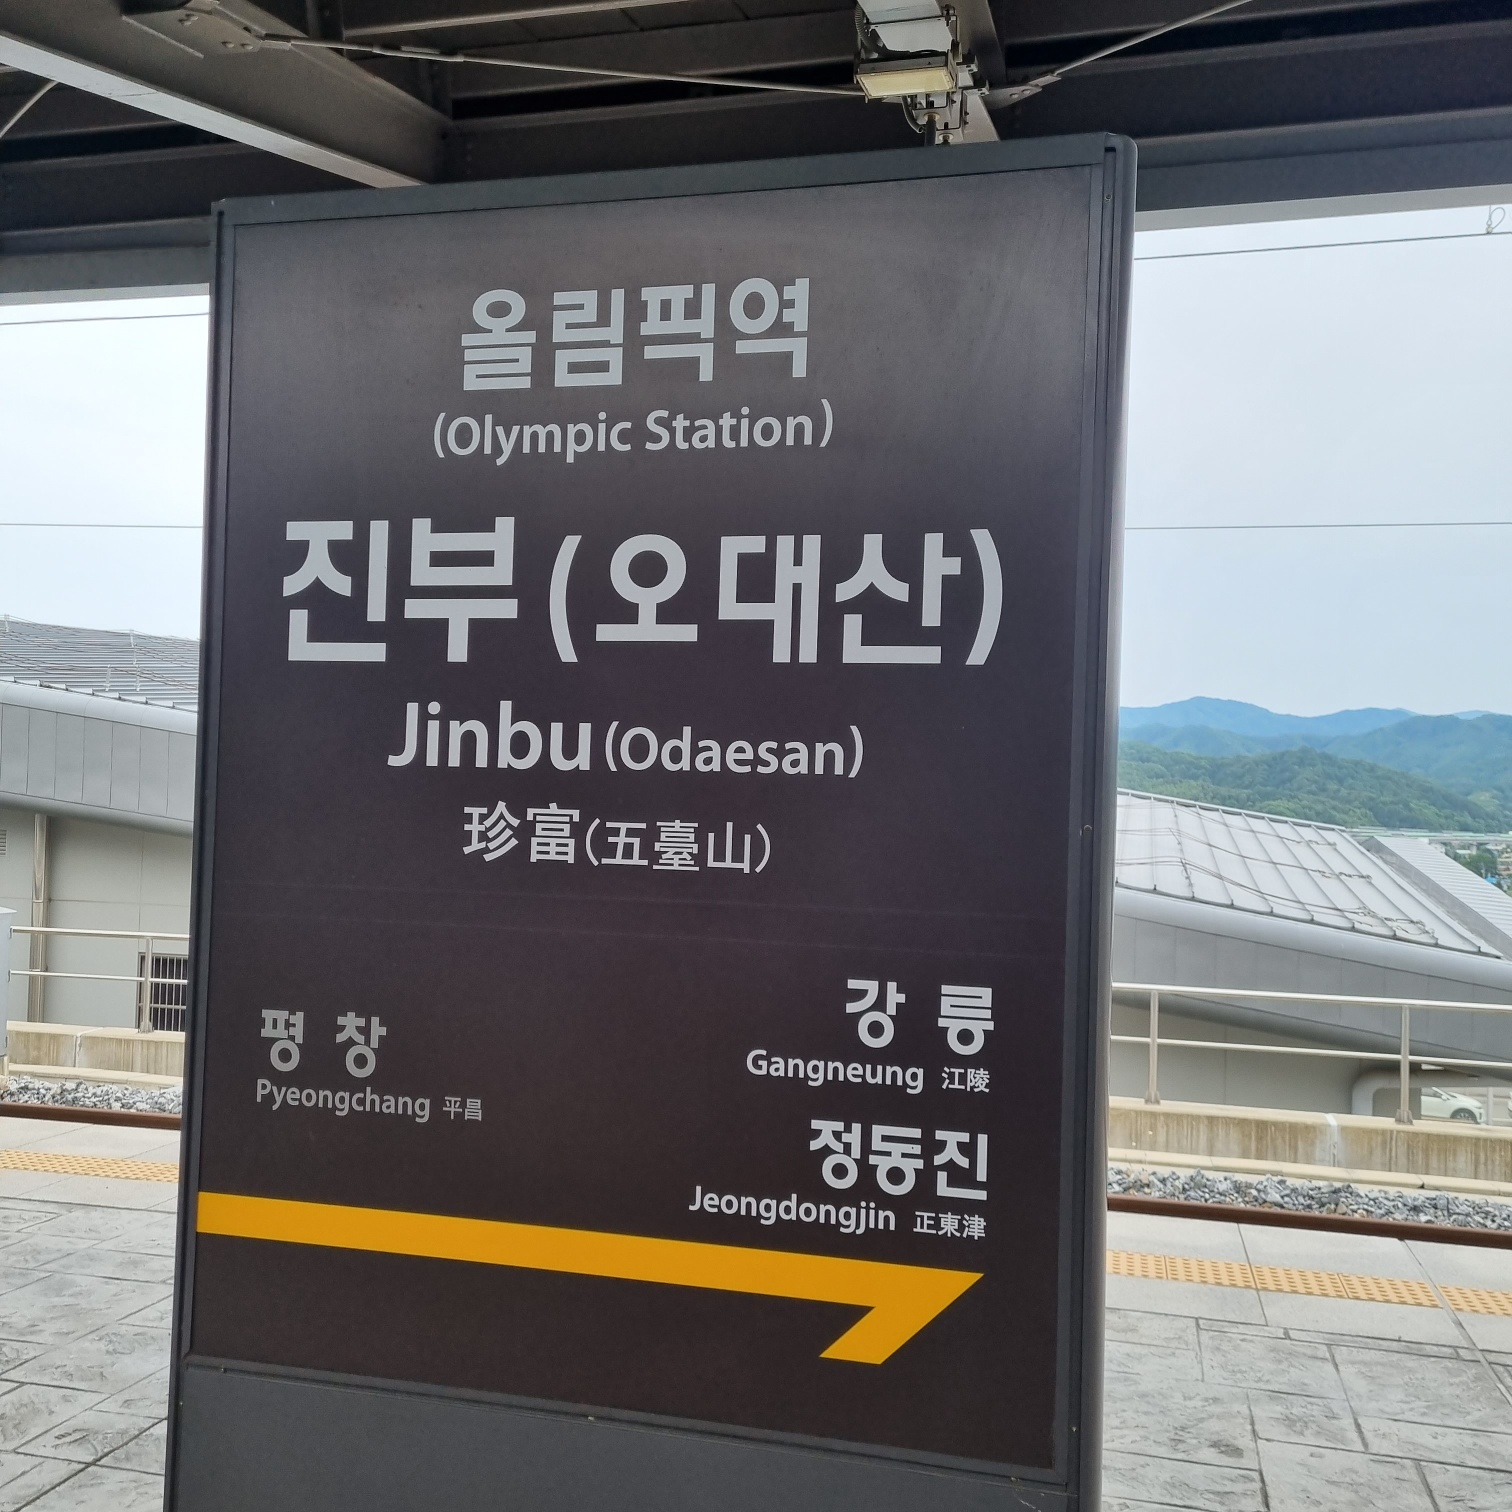 올림픽역
(Olympic Station)
진부(오대산)
Jinbu(Odaesan)
珍富(五臺山)
평 창
Pyeongchang 平昌
강 릉
Gangneung 江陵
정동진
Jeongdongjin 正東津